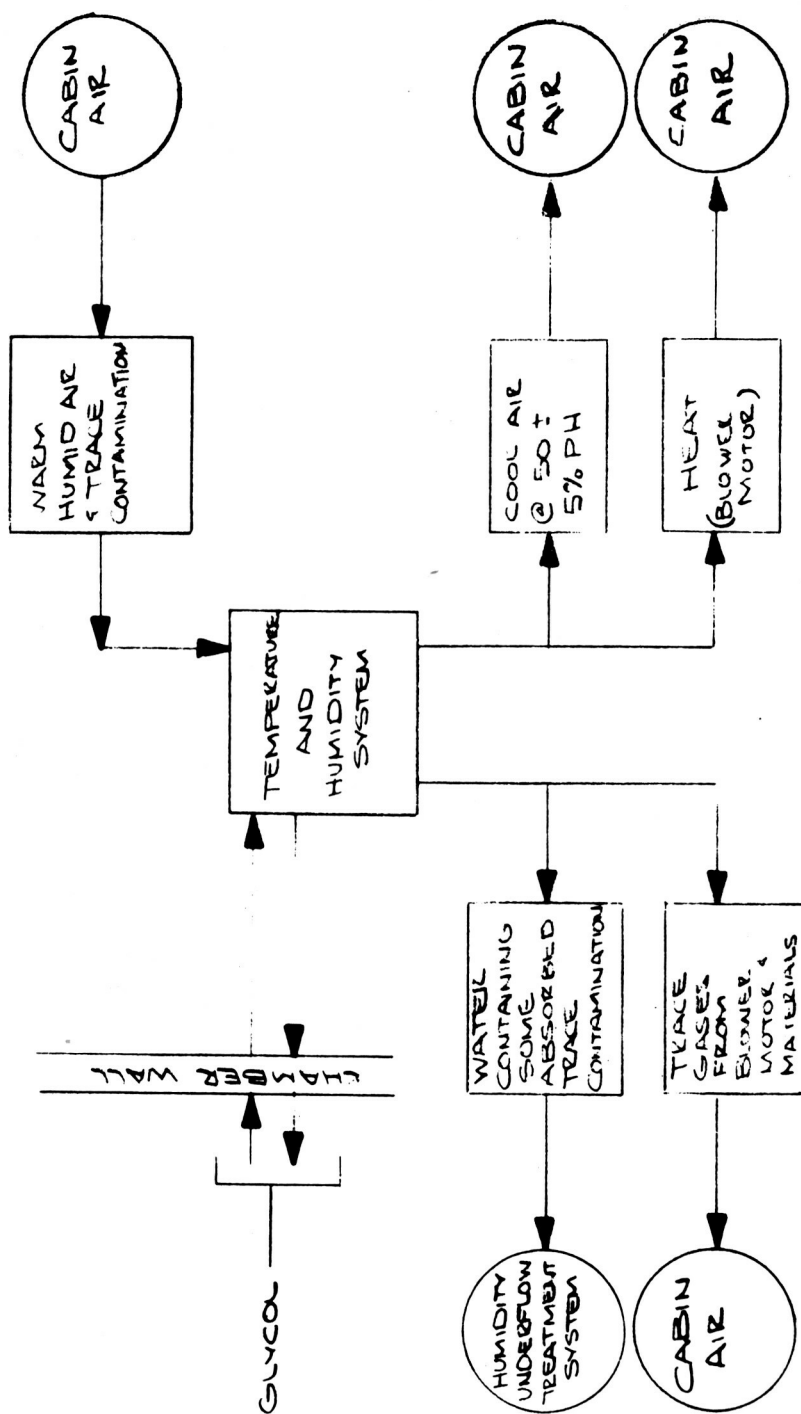 CABIN
AIR
WARM
HUMID AIR
& TRACE
CONTAMINATION
GLYCOL
CHAMBER WALL
TEMPERATURE
AND
HUMIDITY
SYSTEM
HUMIDITY
UNDERFLOW
TREATMENT
SYSTEM
WATER
CONTAINING
SOME
ABSORBED
TRACE
CONTAMINATION
COOL AIR
@ 50 ±
5% PH
CABIN
AIR
CABIN
AIR
TRACE
GASES
FROM
BLOWER
MOTOR &
MATERIALS
HEAT
(BLOWER
MOTOR)
CABIN
AIR